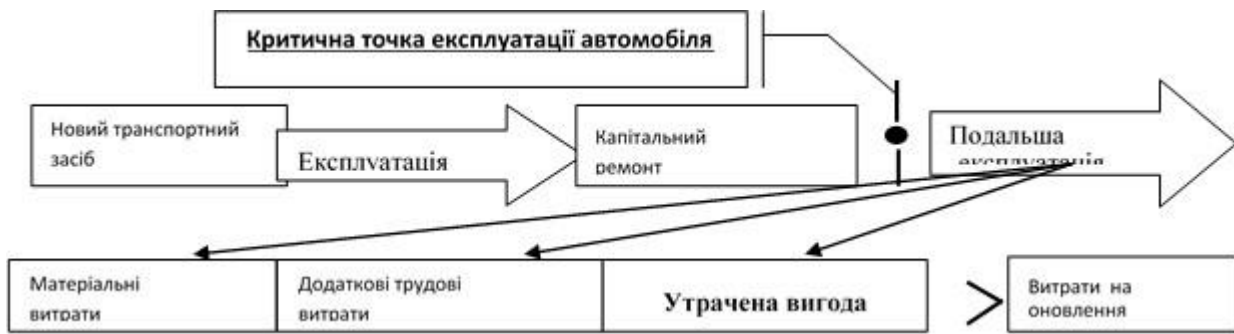 Критична точка експлуатації автомобіля
Новий транспортний
засіб
Експлуатація
Капітальний
ремонт
Подальша
експлуатація
Матеріальні
витрати
Додаткові трудові
витрати
Утрачена вигода
>
Витрати на
оновлення